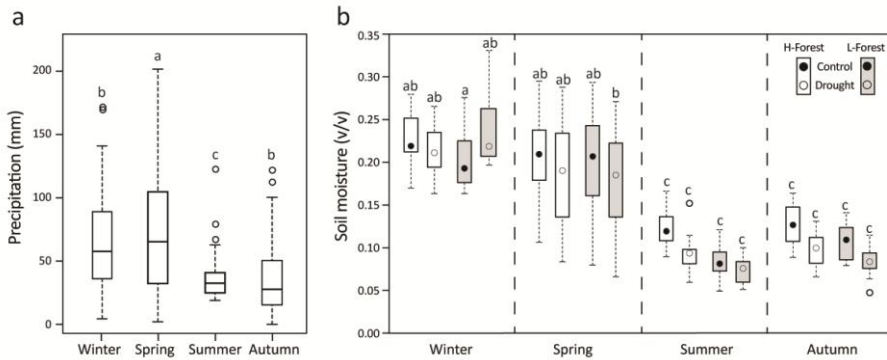 a
b
Precipitation (mm)
200
150
100
50
0
b
a
c
b
Winter Spring Summer Autumn
Soil moisture (v/v)
0.35
0.30
0.25
0.20
0.15
0.10
0.05
0.00
ab ab a ab
ab ab ab b
c c c c
c c c c
H-Forest L-Forest
Control
Drought
Winter Spring Summer Autumn